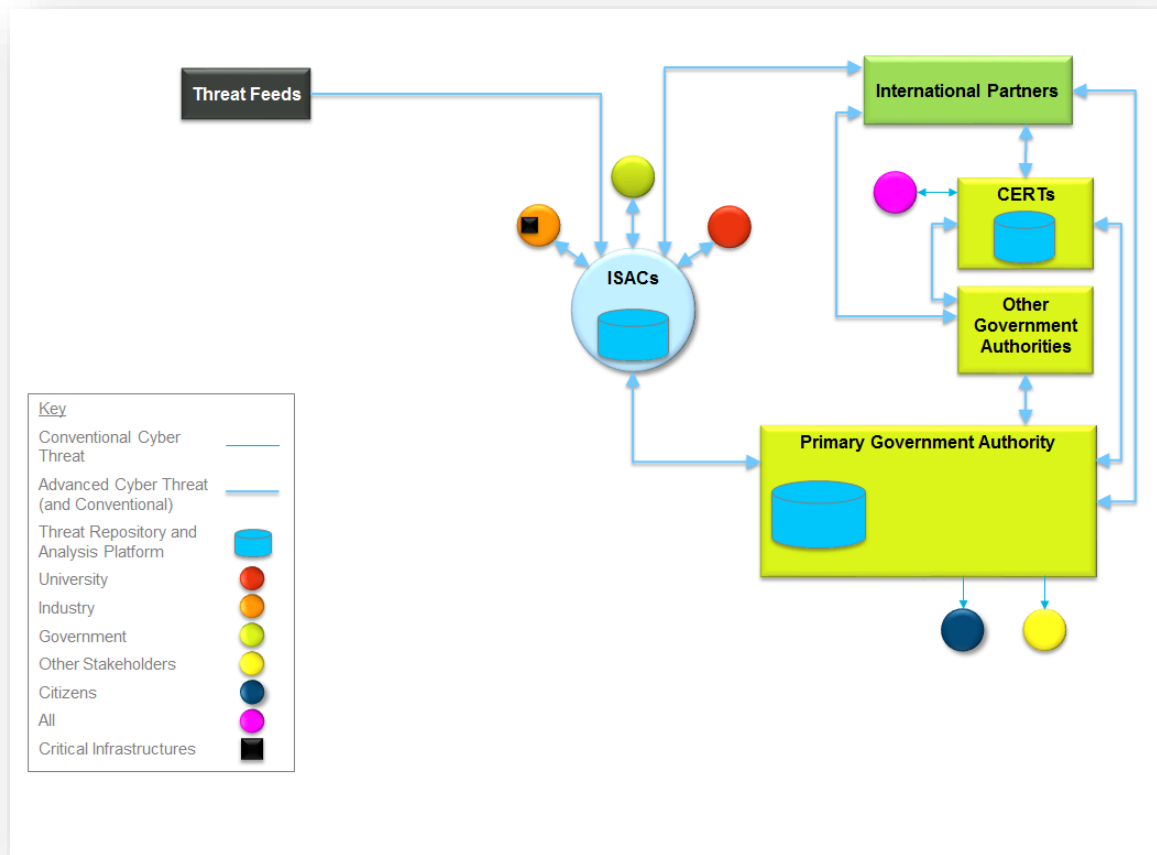 Threat Feeds
International Partners
CERTs
ISACs
Other
Government
Authorities
Primary Government Authority
Key
Conventional Cyber
Threat
Advanced Cyber Threat
(and Conventional)
Threat Repository and
Analysis Platform
University
Industry
Government
Other Stakeholders
Citizens
All
Critical Infrastructures